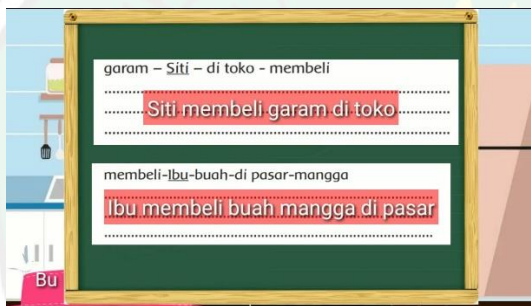 garam – Siti – di toko - membeli
Siti membeli garam di toko
membeli-Ibu-buah-di pasar-mangga
Ibu membeli buah mangga di pasar
Bu